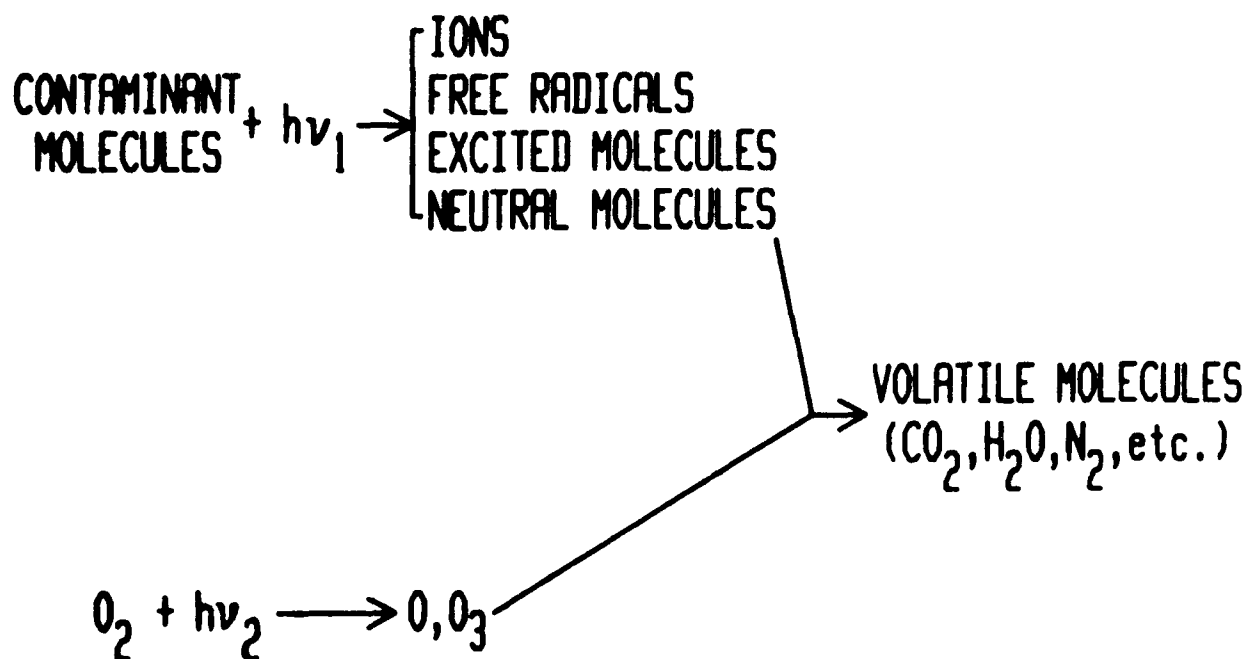 CONTAMINANT MOLECULES + hν₁ → IONS
FREE RADICALS
EXCITED MOLECULES
NEUTRAL MOLECULES
VOLATILE MOLECULES
(CO₂,H₂O,N₂,etc.)
O₂ + hν₂ → O,O₃